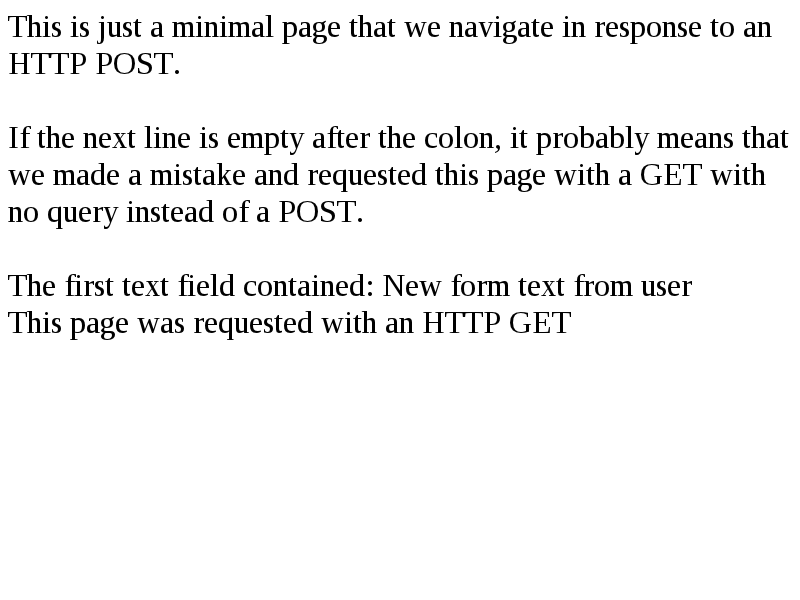 This is just a minimal page that we navigate in response to an
HTTP POST.
If the next line is empty after the colon, it probably means that
we made a mistake and requested this page with a GET with
no query instead of a POST.
The first text field contained: New form text from user
This page was requested with an HTTP GET